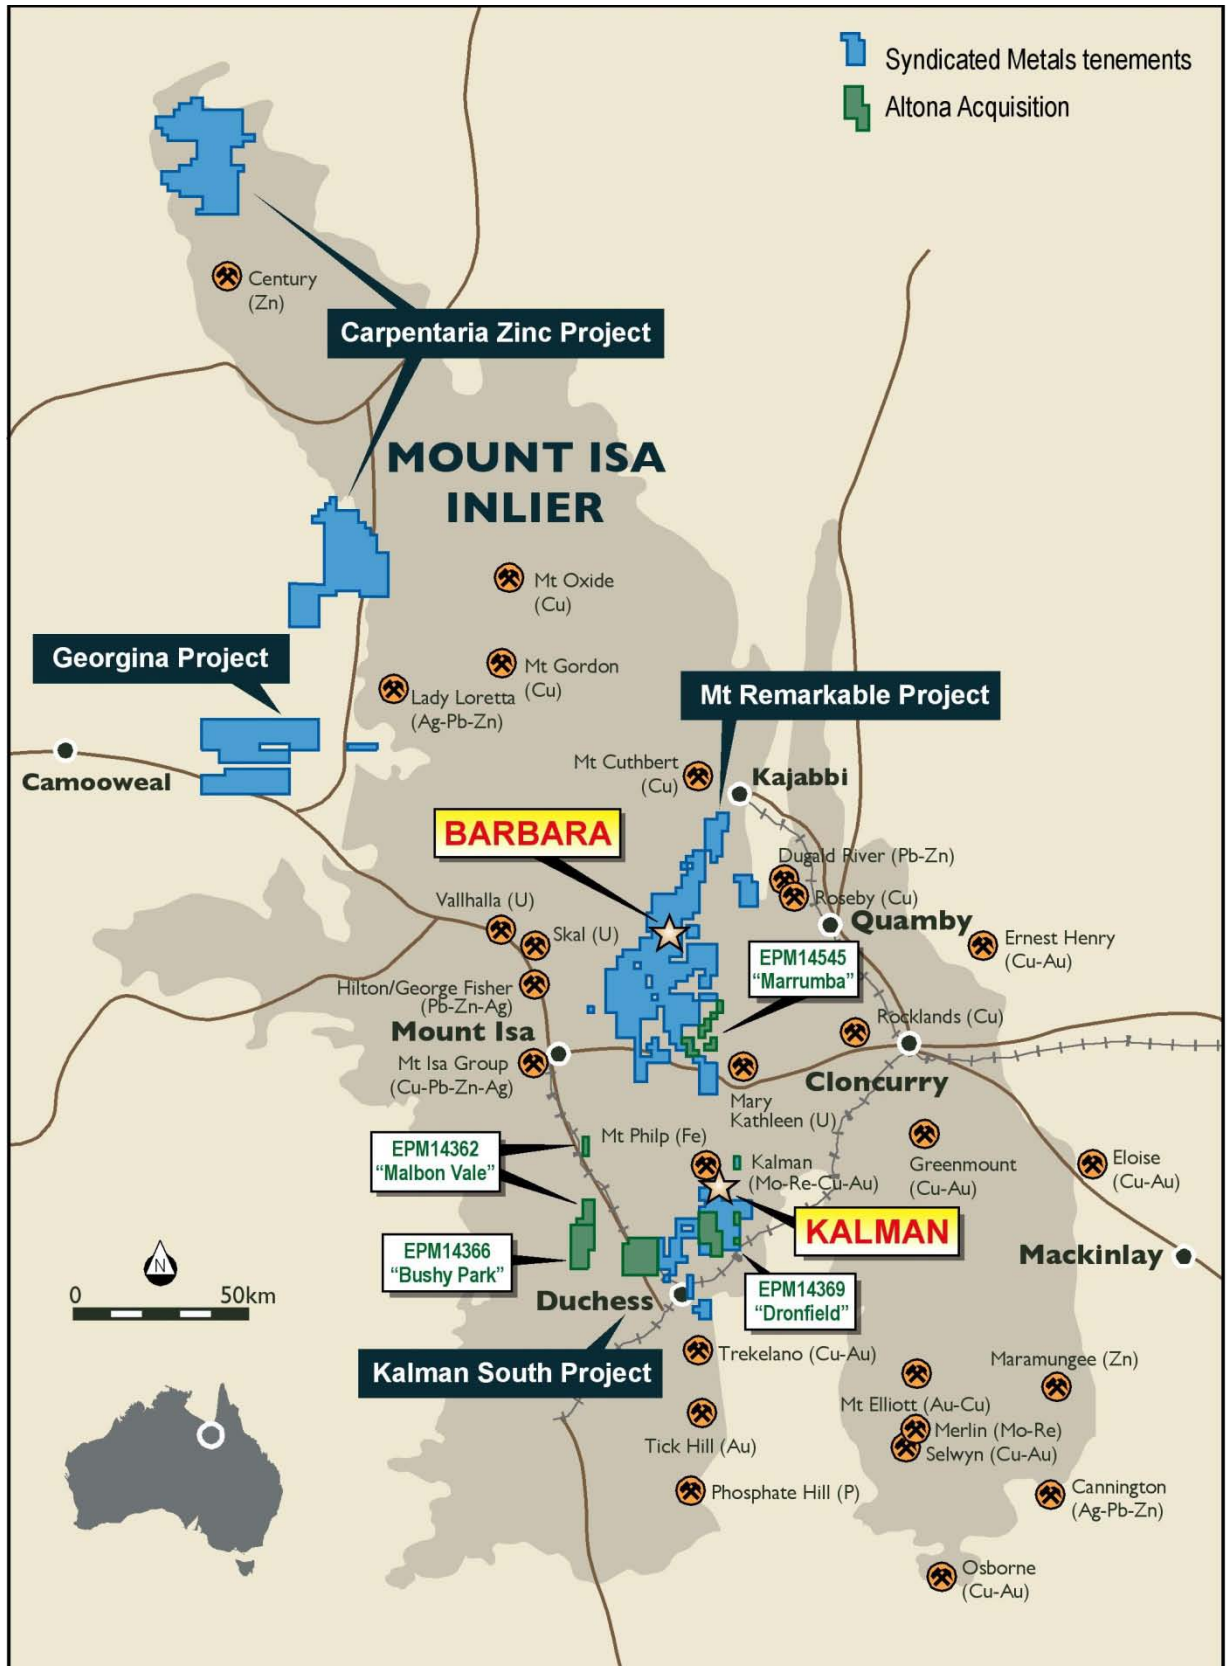 Syndicated Metals tenements
Altona Acquisition
Century
(Zn)
Carpentaria Zinc Project
MOUNT ISA
INLIER
Mt Oxide
(Cu)
Georgina Project
Mt Gordon
(Cu)
Lady Loretta
(Ag-Pb-Zn)
Mt Remarkable Project
Camooweal
Mt Cuthbert
(Cu)
Kajabbi
BARBARA
Dugald River (Pb-Zn)
Roseby (Cu)
Vallhalla (U)
Skal (U)
Quamby
Ernest Henry
(Cu-Au)
EPM14545
“Marrumba”
Hilton/George Fisher
(Pb-Zn-Ag)
Rocklands (Cu)
Mount Isa
Mt Isa Group
(Cu-Pb-Zn-Ag)
Cloncurry
Mary
Kathleen (U)
Mt Philp (Fe)
EPM14362
“Malbon Vale”
Kalman
(Mo-Re-Cu-Au)
Greenmount
(Cu-Au)
Eloise
(Cu-Au)
KALMAN
EPM14366
“Bushy Park”
Mackinlay
N
0 50km
Duchess
EPM14369
“Dronfield”
Kalman South Project
Trekelano (Cu-Au)
Maramungee (Zn)
Mt Elliott (Au-Cu)
Merlin (Mo-Re)
Selwyn (Cu-Au)
Tick Hill (Au)
Phosphate Hill (P)
Cannington
(Ag-Pb-Zn)
Osborne
(Cu-Au)